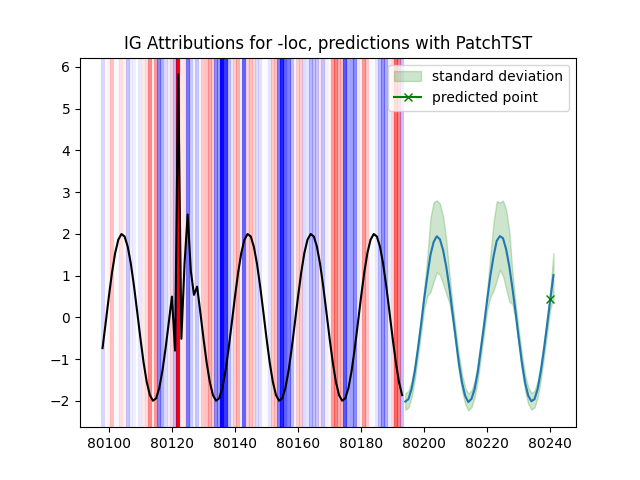 IG Attributions for -loc, predictions with PatchTST
6
5
4
3
2
1
0
−1
−2
standard deviation
predicted point
80100 80120 80140 80160 80180 80200 80220 80240